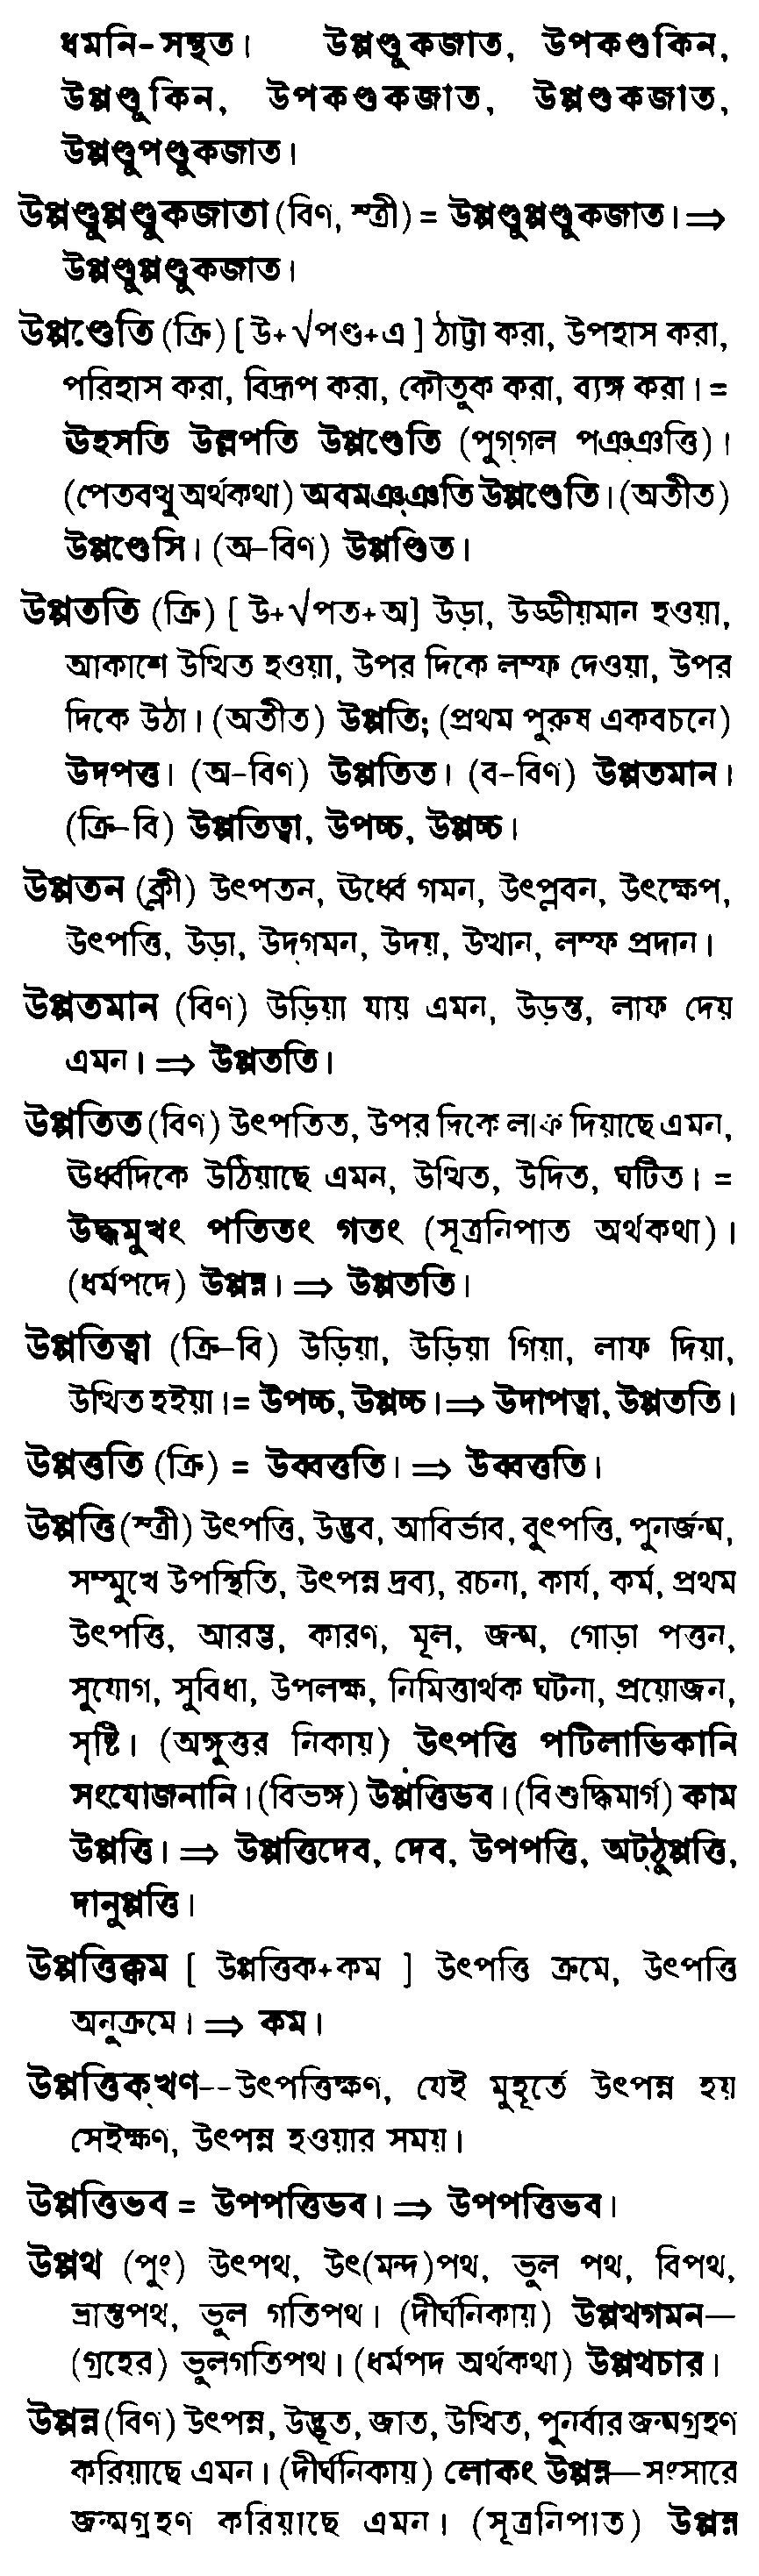 ধমনি-সন্থত। উপ্পণ্ডুকজাত, উপকণ্ডকিন,
উপ্পণ্ডুকিন, উপকণ্ডকজাত, উপ্পণ্ডকজাত,
উপ্পণ্ডুপণ্ডুকজাত।
উপ্পণ্ডুপ্পণ্ডুকজাতা (বিণ, স্ত্রী) = উপ্পণ্ডুপ্পণ্ডুকজাত। ⇒
উপ্পণ্ডুপ্পণ্ডুকজাত।
উপ্পণ্ডেতি (ক্রি) [ উ+√পণ্ড+এ ] ঠাট্টা করা, উপহাস করা,
পরিহাস করা, বিদ্রূপ করা, কৌতুক করা, ব্যঙ্গ করা। =
ঊহসতি উল্লপতি উপ্পণ্ডেতি (পুগ্‌গল পঞ্‌ঞত্তি)।
(পেতবত্থু অর্থকথা) অবমঞ্‌ঞতি উপ্পণ্ডেতি। (অতীত)
উপ্পণ্ডেসি। (অ-বিণ) উপ্পণ্ডিত।
উপ্পততি (ক্রি) [ উ+√পত+অ] উড়া, উড্ডীয়মান হওয়া,
আকাশে উত্থিত হওয়া, উপর দিকে লম্ফ দেওয়া, উপর
দিকে উঠা। (অতীত) উপ্পতি; (প্রথম পুরুষ একবচনে)
উদপত্ত। (অ-বিণ) উপ্পতিত। (ব-বিণ) উপ্পতমান।
(ক্রি-বি) উপ্পতিত্বা, উপচ্চ, উপ্পচ্চ।
উপ্পতন (ক্লী) উৎপতন, ঊর্ধ্বে গমন, উৎপ্লবন, উৎক্ষেপ,
উৎপত্তি, উড়া, উদ্‌গমন, উদয়, উত্থান, লম্ফ প্রদান।
উপ্পতমান (বিণ) উড়িয়া যায় এমন, উড়ন্ত, লাফ দেয়
এমন। ⇒ উপ্পততি।
উপ্পতিত (বিণ) উৎপতিত, উপর দিকে লাফ দিয়াছে এমন,
ঊর্ধ্বদিকে উঠিয়াছে এমন, উত্থিত, উদিত, ঘটিত। =
উদ্ধমুখং পতিতং গতং (সূত্রনিপাত অর্থকথা)।
(ধর্মপদে) উপ্পন্ন। ⇒ উপ্পততি।
উপ্পতিত্বা (ক্রি-বি) উড়িয়া, উড়িয়া গিয়া, লাফ দিয়া,
উত্থিত হইয়া। = উপচ্চ, উপ্পচ্চ। ⇒ উদাপত্বা, উপ্পততি।
উপ্পত্ততি (ক্রি) = উব্বত্ততি। ⇒ উব্বত্ততি।
উপ্পত্তি (স্ত্রী) উৎপত্তি, উদ্ভব, আবির্ভাব, বুৎপত্তি, পুনর্জন্ম,
সম্মুখে উপস্থিতি, উৎপন্ন দ্রব্য, রচনা, কার্য, কর্ম, প্রথম
উৎপত্তি, আরম্ভ, কারণ, মূল, জন্ম, গোড়া পত্তন,
সুযোগ, সুবিধা, উপলক্ষ, নিমিত্তার্থক ঘটনা, প্রয়োজন,
সৃষ্টি। (অঙ্গুত্তর নিকায়) উৎপত্তি পটিলাভিকানি
সংযোজনানি। (বিভঙ্গ) উপ্পত্তিভব। (বিশুদ্ধিমার্গ) কাম
উপ্পত্তি। ⇒ উপ্পত্তিদেব, দেব, উপপত্তি, অট্‌ঠুপ্পত্তি,
দানুপ্পত্তি।
উপ্পত্তিক্কম [ উপ্পত্তিক+কম ] উৎপত্তি ক্রমে, উৎপত্তি
অনুক্রমে। ⇒ কম।
উপ্পত্তিক্‌খণ--উৎপত্তিক্ষণ, যেই মুহূর্তে উৎপন্ন হয়
সেইক্ষণ, উৎপন্ন হওয়ার সময়।
উপ্পত্তিভব = উপপত্তিভব। ⇒ উপপত্তিভব।
উপ্পথ (পুং) উৎপথ, উৎ(মন্দ)পথ, ভুল পথ, বিপথ,
ভ্রান্তপথ, ভুল গতিপথ। (দীর্ঘনিকায়) উপ্পথগমন—
(গ্রহের) ভুলগতিপথ। (ধর্মপদ অর্থকথা) উপ্পথচার।
উপ্পন্ন (বিণ) উৎপন্ন, উদ্ভূত, জাত, উত্থিত, পুনর্বার জন্মগ্রহণ
করিয়াছে এমন। (দীর্ঘনিকায়) লোকং উপ্পন্ন—সংসারে
জন্মগ্রহণ করিয়াছে এমন। (সূত্রনিপাত) উপ্পন্ন